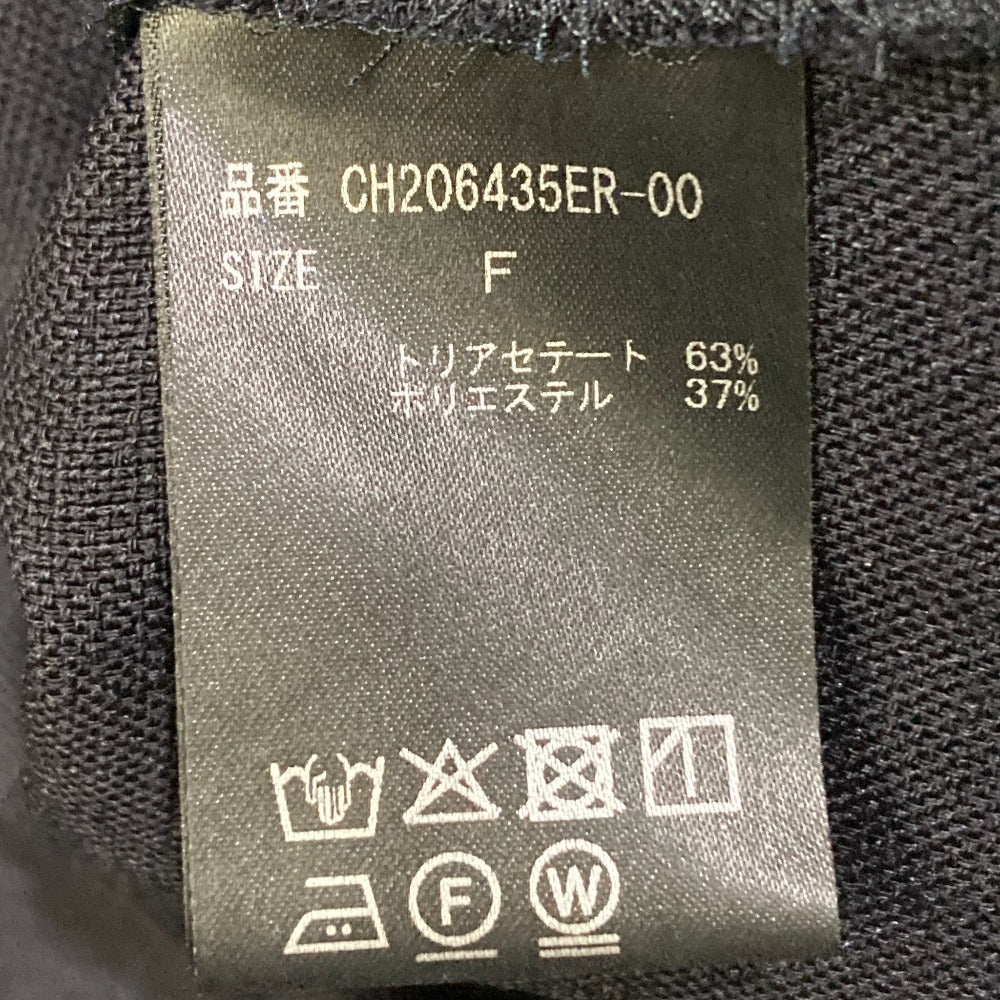 品番 CH206435ER-00
SIZE F
トリアセテート 63%
ポリエステル 37%
F W